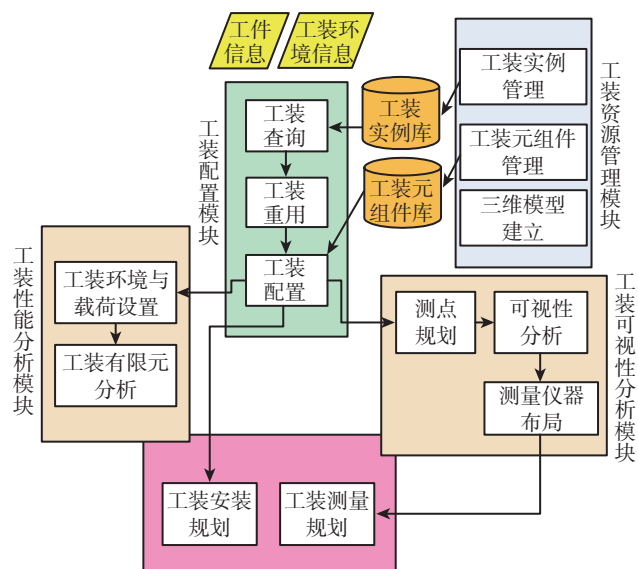 工件
信息
工装环
境信息
工装配置模块
工装
查询
工装
重用
工装
配置
工装
实例库
工装元
组件库
工装实例
管理
工装元组件
管理
三维模型
建立
工装资源管理模块
工装性能分析模块
工装环境与
载荷设置
工装有限元
分析
测点
规划
可视性
分析
测量仪器
布局
工装可视性分析模块
工装安装
规划
工装测量
规划